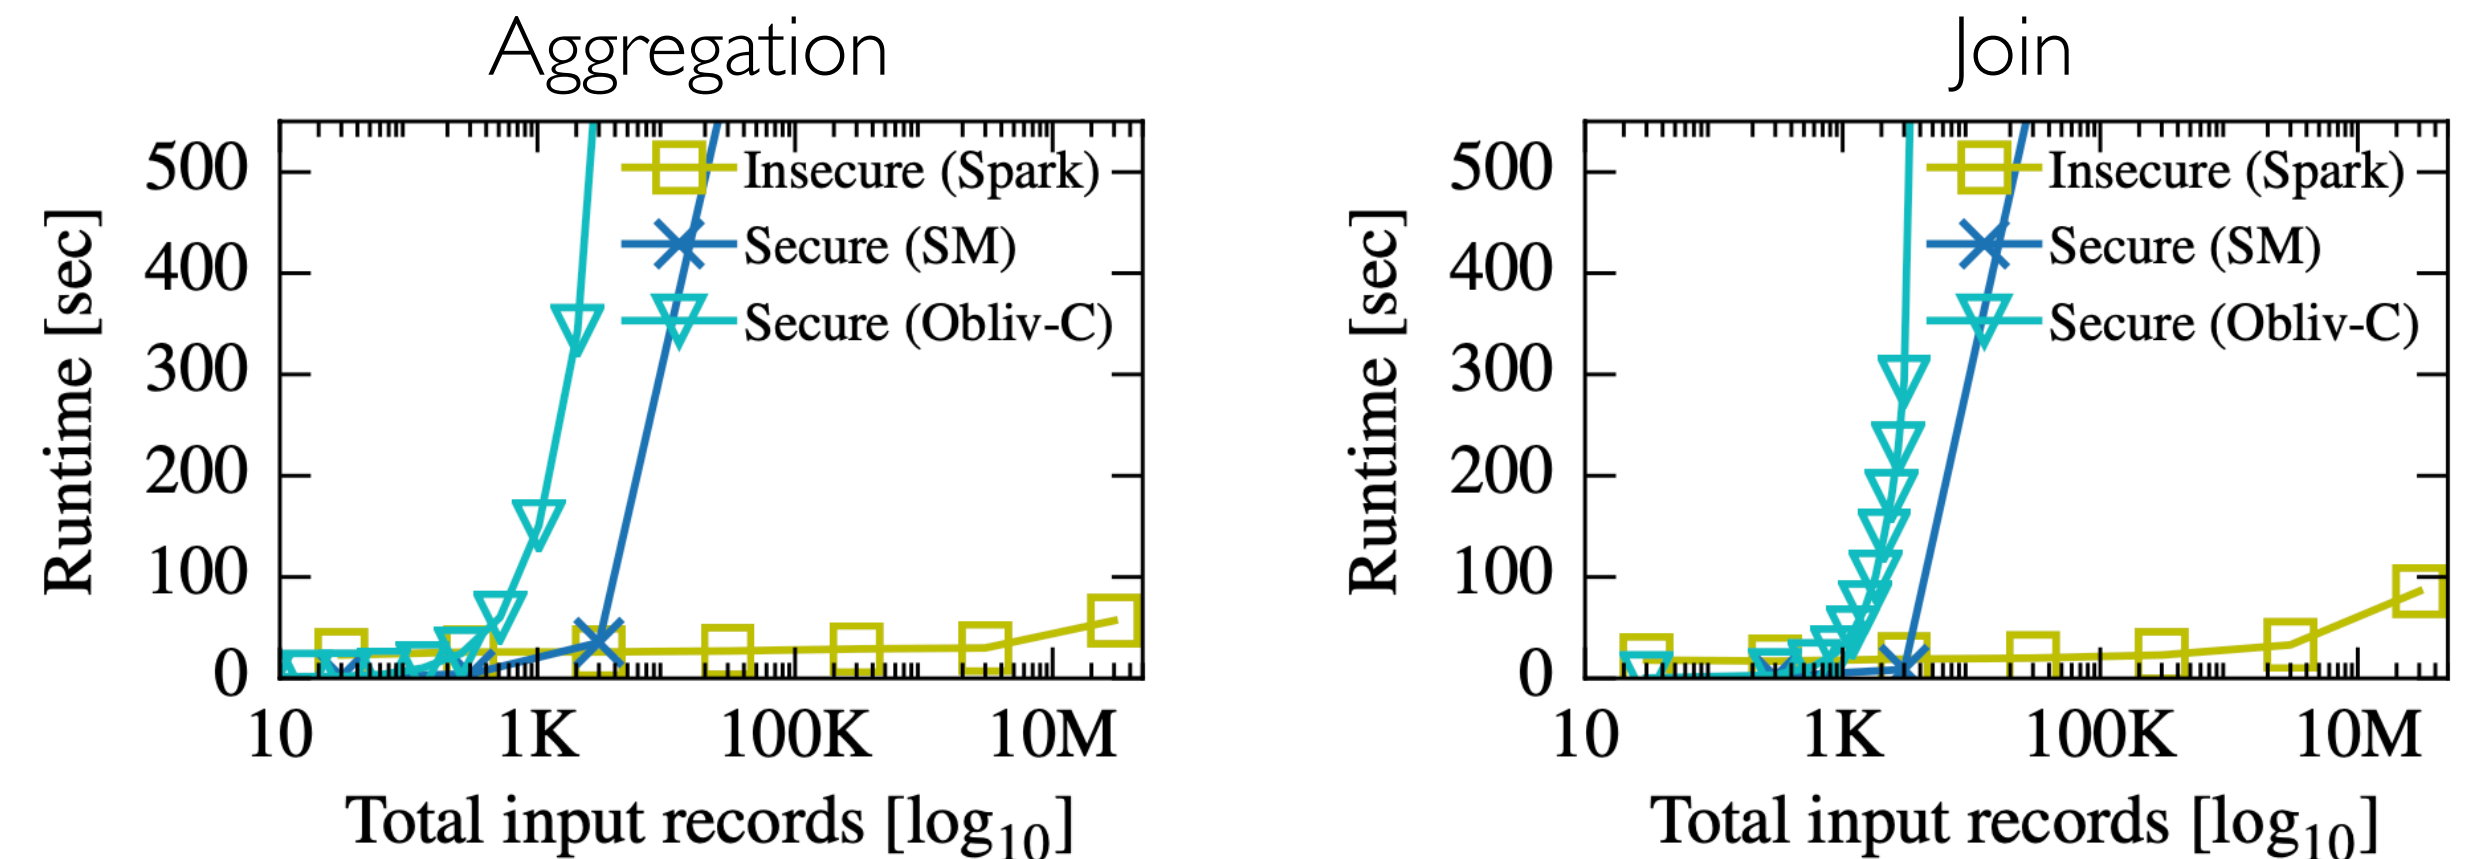 Aggregation
500
400
300
200
100
0
Runtime [sec]
Insecure (Spark)
Secure (SM)
Secure (Obliv-C)
10 1K 100K 10M
Total input records [log10]
Join
500
400
300
200
100
0
Runtime [sec]
Insecure (Spark)
Secure (SM)
Secure (Obliv-C)
10 1K 100K 10M
Total input records [log10]